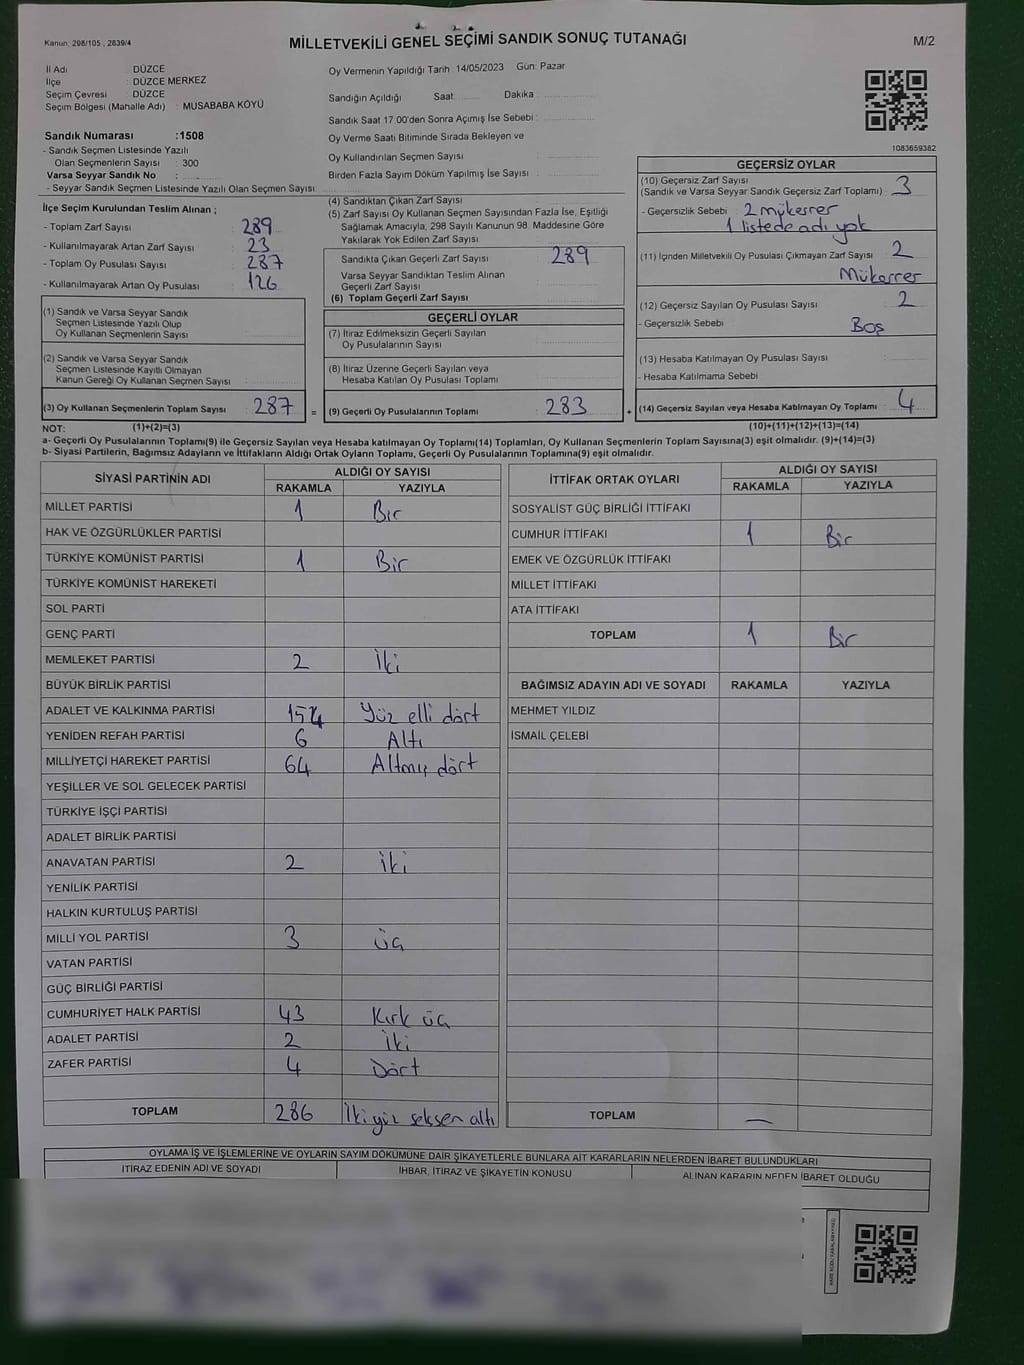 Kanun: 298/105 , 2839/4
MİLLETVEKİLİ GENEL SEÇİMİ SANDIK SONUÇ TUTANAĞI
M/2
İl Adı : DÜZCE
İlçe : DÜZCE MERKEZ
Seçim Çevresi : DÜZCE
Seçim Bölgesi (Mahalle Adı) : MUSABABA KÖYÜ
Sandık Numarası :1508
- Sandık Seçmen Listesinde Yazılı
Olan Seçmenlerin Sayısı : 300
Varsa Seyyar Sandık No :
- Seyyar Sandık Seçmen Listesinde Yazılı Olan Seçmen Sayısı:
Oy Vermenin Yapıldığı Tarih :14/05/2023 Gün: Pazar
Sandığın Açıldığı Saat: Dakika :
Sandık Saat 17.00'den Sonra Açımış İse Sebebi :
Oy Verme Saati Bitiminde Sırada Bekleyen ve
Oy Kullandırılan Seçmen Sayısı :
Birden Fazla Sayım Döküm Yapılmış İse Sayısı :
1083659362
İlçe Seçim Kurulundan Teslim Alınan ;
- Toplam Zarf Sayısı : 289
- Kullanılmayarak Artan Zarf Sayısı : 23
- Toplam Oy Pusulası Sayısı : 287
- Kullanılmayarak Artan Oy Pusulası : 126
(4) Sandıktan Çıkan Zarf Sayısı :
(5) Zarf Sayısı Oy Kullanan Seçmen Sayısından Fazla İse, Eşitliği
Sağlamak Amacıyla, 298 Sayılı Kanunun 98. Maddesine Göre
Yakılarak Yok Edilen Zarf Sayısı :
Sandıkta Çıkan Geçerli Zarf Sayısı : 289
Varsa Seyyar Sandıktan Teslim Alınan
Geçerli Zarf Sayısı :
(6) Toplam Geçerli Zarf Sayısı :
GEÇERSİZ OYLAR
(10) Geçersiz Zarf Sayısı
(Sandık ve Varsa Seyyar Sandık Geçersiz Zarf Toplamı) : 3
- Geçersizlik Sebebi : 2 mükerrer
1 listede adı yok
(11) İçinden Milletvekili Oy Pusulası Çıkmayan Zarf Sayısı : 2
Mükerrer
(12) Geçersiz Sayılan Oy Pusulası Sayısı : 2
- Geçersizlik Sebebi : Boş
(13) Hesaba Katılmayan Oy Pusulası Sayısı :
- Hesaba Katılmama Sebebi :
(1) Sandık ve Varsa Seyyar Sandık
Seçmen Listesinde Yazılı Olup
Oy Kullanan Seçmenlerin Sayısı :
(2) Sandık ve Varsa Seyyar Sandık
Seçmen Listesinde Kayıtlı Olmayan
Kanun Gereği Oy Kullanan Seçmen Sayısı :
GEÇERLİ OYLAR
(7) İtiraz Edilmeksizin Geçerli Sayılan
Oy Pusulalarının Sayısı :
(8) İtiraz Üzerine Geçerli Sayılan veya
Hesaba Katılan Oy Pusulası Toplamı :
(3) Oy Kullanan Seçmenlerin Toplam Sayısı : 287 = (9) Geçerli Oy Pusulalarının Toplamı : 283 + (14) Geçersiz Sayılan veya Hesaba Katılmayan Oy Toplamı : 4
NOT: (1)+(2)=(3) (10)+(11)+(12)+(13)=(14)
a- Geçerli Oy Pusulalarının Toplamı(9) ile Geçersiz Sayılan veya Hesaba katılmayan Oy Toplamı(14) Toplamları, Oy Kullanan Seçmenlerin Toplam Sayısına(3) eşit olmalıdır. (9)+(14)=(3)
b- Siyasi Partilerin, Bağımsız Adayların ve İttifakların Aldığı Ortak Oyların Toplamı, Geçerli Oy Pusulalarının Toplamına(9) eşit olmalıdır.
SİYASİ PARTİNİN ADI ALDIĞI OY SAYISI
RAKAMLA YAZIYLA
MİLLET PARTİSİ 1 Bir
HAK VE ÖZGÜRLÜKLER PARTİSİ
TÜRKİYE KOMÜNİST PARTİSİ 1 Bir
TÜRKİYE KOMÜNİST HAREKETİ
SOL PARTİ
GENÇ PARTİ
MEMLEKET PARTİSİ 2 İki
BÜYÜK BİRLİK PARTİSİ
ADALET VE KALKINMA PARTİSİ 154 Yüz elli dört
YENİDEN REFAH PARTİSİ 6 Altı
MİLLİYETÇİ HAREKET PARTİSİ 64 Altmış dört
YEŞİLLER VE SOL GELECEK PARTİSİ
TÜRKİYE İŞÇİ PARTİSİ
ADALET BİRLİK PARTİSİ
ANAVATAN PARTİSİ 2 İki
YENİLİK PARTİSİ
HALKIN KURTULUŞ PARTİSİ
MİLLİ YOL PARTİSİ 3 üç
VATAN PARTİSİ
GÜÇ BİRLİĞİ PARTİSİ
CUMHURİYET HALK PARTİSİ 43 Kırk üç
ADALET PARTİSİ 2 İki
ZAFER PARTİSİ 4 Dört
TOPLAM 286 İkiyüz seksen altı
İTTİFAK ORTAK OYLARI ALDIĞI OY SAYISI
RAKAMLA YAZIYLA
SOSYALİST GÜÇ BİRLİĞİ İTTİFAKI
CUMHUR İTTİFAKI 1 Bir
EMEK VE ÖZGÜRLÜK İTTİFAKI
MİLLET İTTİFAKI
ATA İTTİFAKI
TOPLAM 1 Bir
BAĞIMSIZ ADAYIN ADI VE SOYADI RAKAMLA YAZIYLA
MEHMET YILDIZ
İSMAİL ÇELEBİ
TOPLAM —
OYLAMA İŞ VE İŞLEMLERİNE VE OYLARIN SAYIM DÖKÜMÜNE DAİR ŞİKAYETLERLE BUNLARA AİT KARARLARIN NELERDEN İBARET BULUNDUKLARI
İTİRAZ EDENİN ADI VE SOYADI İHBAR, İTİRAZ VE ŞİKAYETİN KONUSU ALINAN KARARIN NEDEN İBARET OLDUĞU